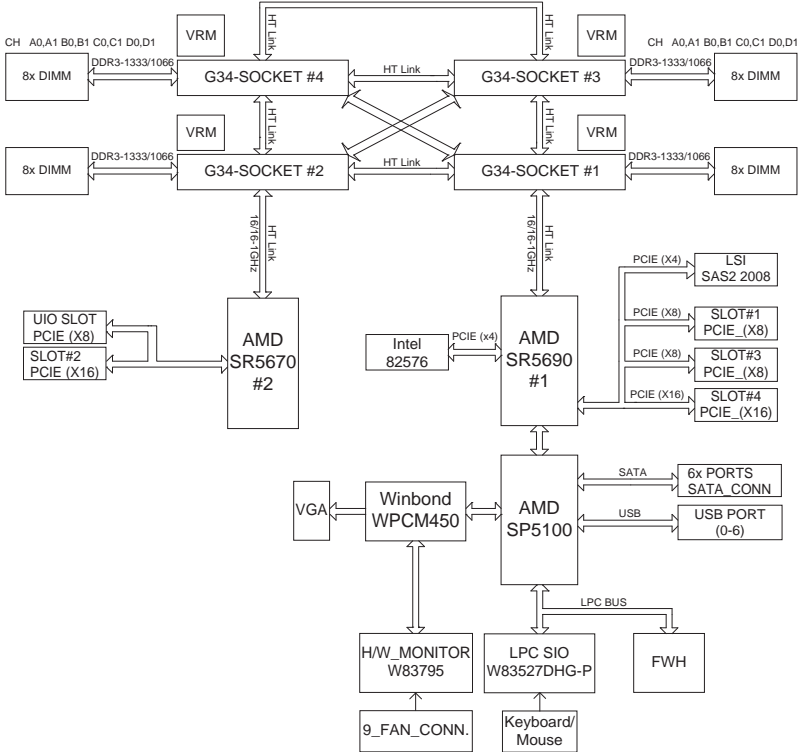 HT Link
HT Link
VRM
VRM
CH A0,A1 B0,B1 C0,C1 D0,D1
CH A0,A1 B0,B1 C0,C1 D0,D1
8x DIMM
DDR3-1333/1066
G34-SOCKET #4
HT Link
G34-SOCKET #3
DDR3-1333/1066
8x DIMM
HT Link
HT Link
VRM
VRM
8x DIMM
DDR3-1333/1066
G34-SOCKET #2
HT Link
G34-SOCKET #1
DDR3-1333/1066
8x DIMM
16/16-1GHz
HT Link
16/16-1GHz
HT Link
UIO SLOT
PCIE (X8)
SLOT#2
PCIE (X16)
AMD
SR5670
#2
Intel
82576
PCIE (x4)
AMD
SR5690
#1
PCIE (X4)
LSI
SAS2 2008
PCIE (X8)
SLOT#1
PCIE_(X8)
PCIE (X8)
SLOT#3
PCIE_(X8)
PCIE (X16)
SLOT#4
PCIE_(X16)
VGA
Winbond
WPCM450
AMD
SP5100
SATA
6x PORTS
SATA_CONN
USB
USB PORT
(0-6)
LPC BUS
H/W_MONITOR
W83795
LPC SIO
W83527DHG-P
FWH
9_FAN_CONN.
Keyboard/
Mouse